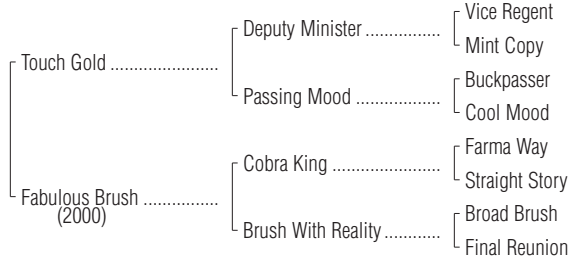 Vice Regent
Deputy Minister ................
Mint Copy
Touch Gold .......................
Buckpasser
Passing Mood ..................
Cool Mood
Farma Way
Cobra King .......................
Straight Story
Fabulous Brush ................
(2000)
Broad Brush
Brush With Reality ............
Final Reunion